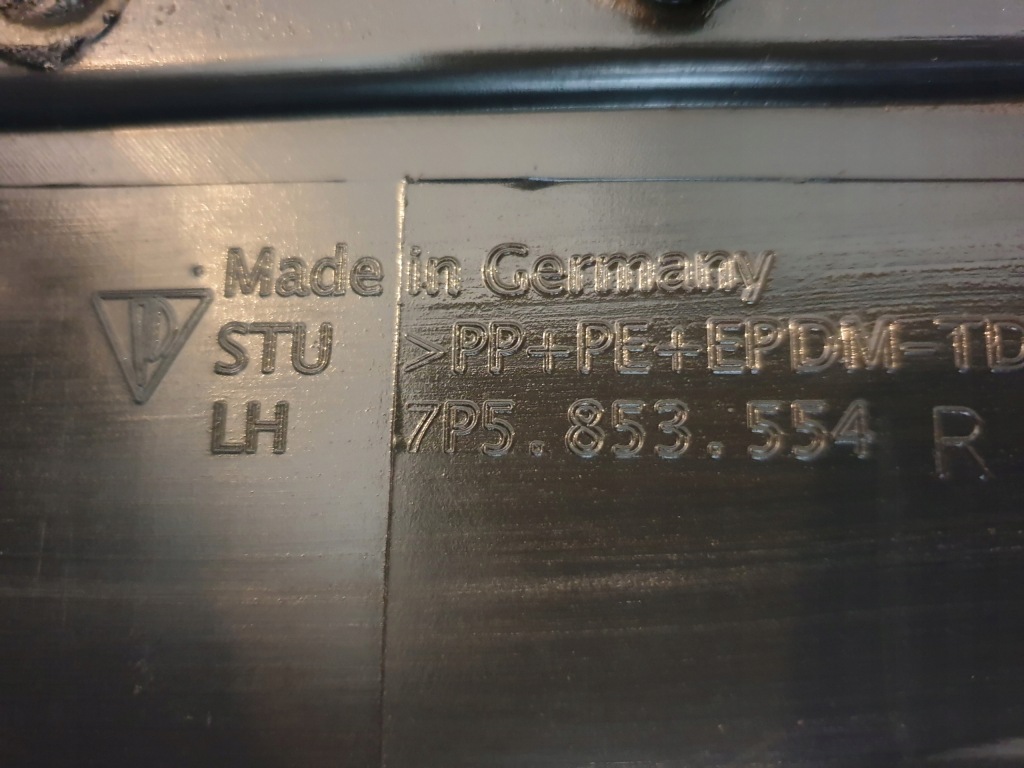 Made in Germany
P STU >PP+PE+EPDM-TD
LH 7P5.853.554 R